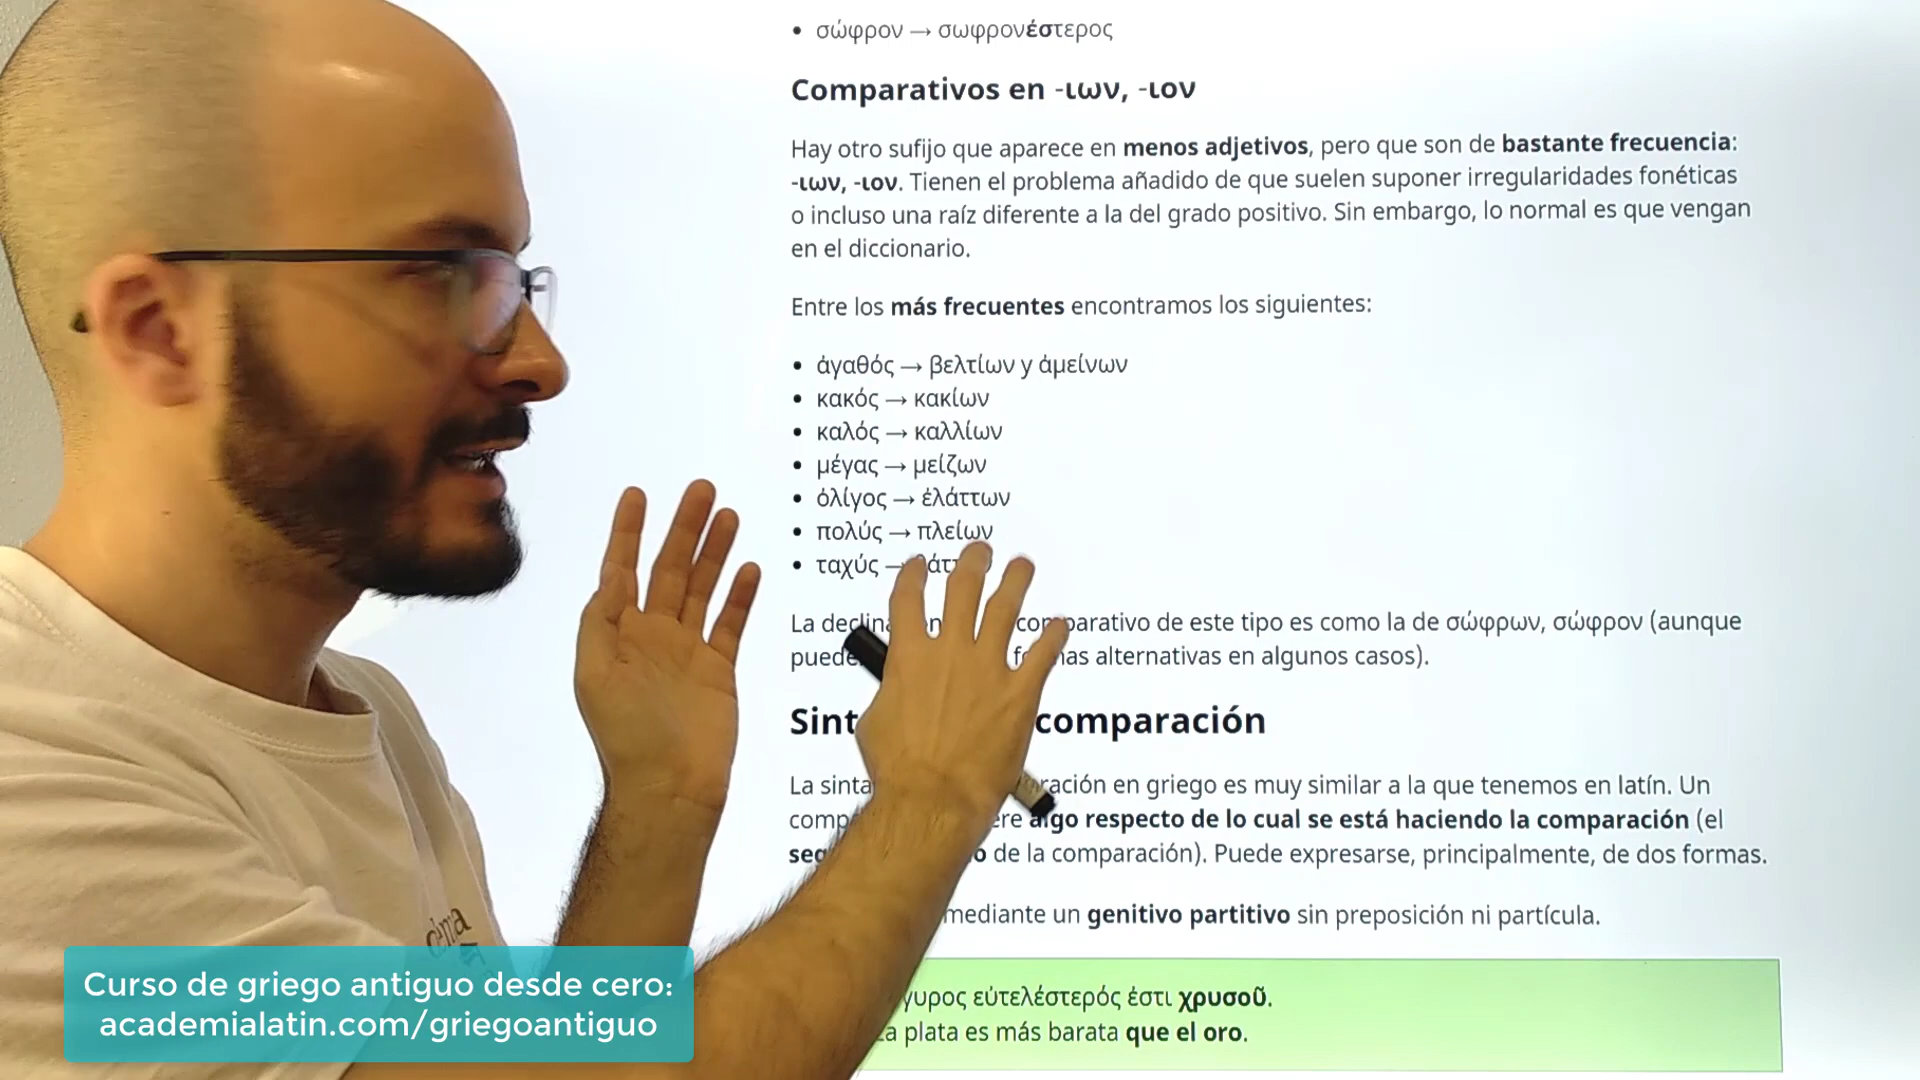 • σώφρον → σωφρονέστερος
Comparativos en -ιων, -ιον
Hay otro sufijo que aparece en menos adjetivos, pero que son de bastante frecuencia:
-ιων, -ιον. Tienen el problema añadido de que suelen suponer irregularidades fonéticas
o incluso una raíz diferente a la del grado positivo. Sin embargo, lo normal es que vengan
en el diccionario.
Entre los más frecuentes encontramos los siguientes:
• ἀγαθός → βελτίων y ἀμείνων
• κακός → κακίων
• καλός → καλλίων
• μέγας → μείζων
• ὀλίγος → ἐλάττων
• πολύς → πλείων
• ταχύς
La comparativo de este tipo es como la de σώφρων, σώφρον (aunque
alternativas en algunos casos).
comparación
La en griego es muy similar a la que tenemos en latín. Un
algo respecto de lo cual se está haciendo la comparación (el
de la comparación). Puede expresarse, principalmente, de dos formas.
mediante un genitivo partitivo sin preposición ni partícula.
εὐτελέστερός ἐστι χρυσοῦ.
plata es más barata que el oro.
Curso de griego antiguo desde cero:
academialatin.com/griegoantiguo